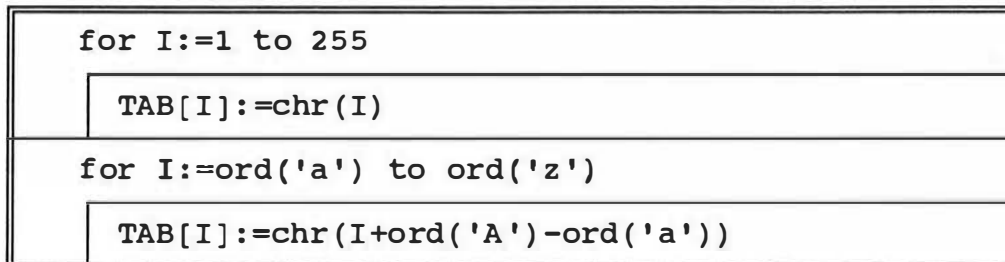 for I:=1 to 255
TAB[I]:=chr(I)
for I:=ord('a') to ord('z')
TAB[I]:=chr(I+ord('A')-ord('a'))